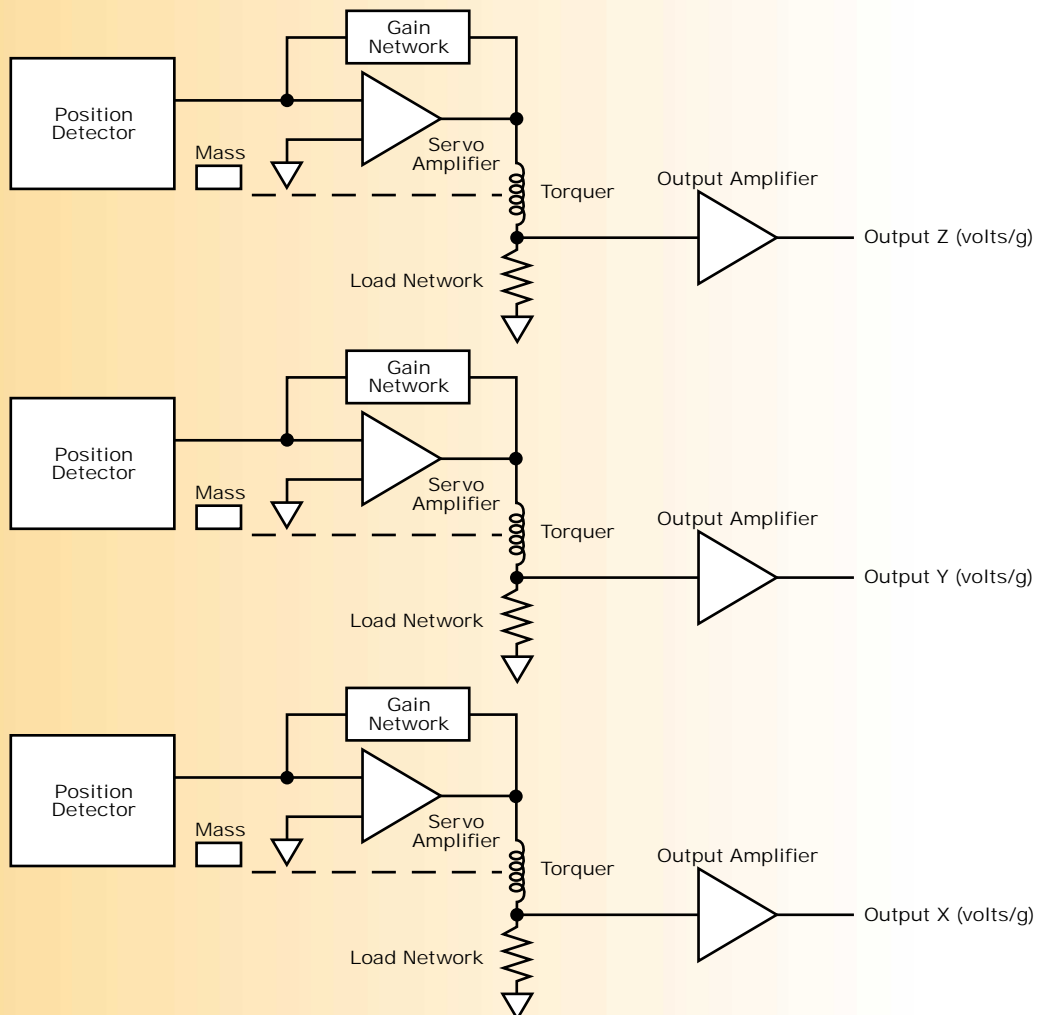 Gain
Network
Position
Detector
Mass
Servo
Amplifier
Torquer
Output Amplifier
Output Z (volts/g)
Load Network
Gain
Network
Position
Detector
Mass
Servo
Amplifier
Torquer
Output Amplifier
Output Y (volts/g)
Load Network
Gain
Network
Position
Detector
Mass
Servo
Amplifier
Torquer
Output Amplifier
Output X (volts/g)
Load Network